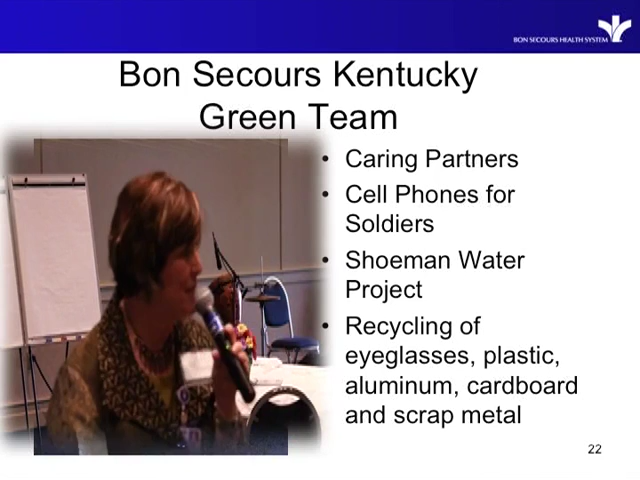 BON SECOURS HEALTH SYSTEM
Bon Secours Kentucky
Green Team
• Caring Partners
• Cell Phones for
Soldiers
• Shoeman Water
Project
• Recycling of
eyeglasses, plastic,
aluminum, cardboard
and scrap metal
22